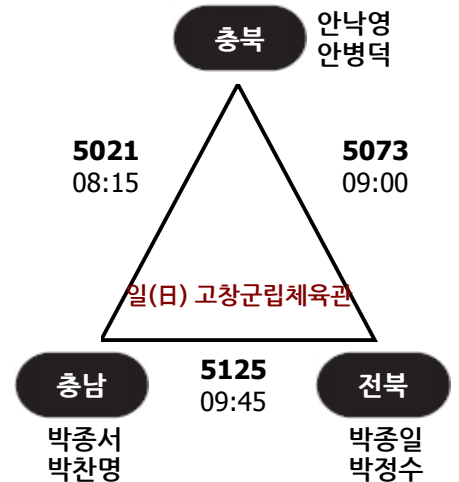 충북
안낙영
안병덕
5021
08:15
5073
09:00
일(日) 고창군립체육관
충남
5125
09:45
전북
박종서
박찬명
박종일
박정수